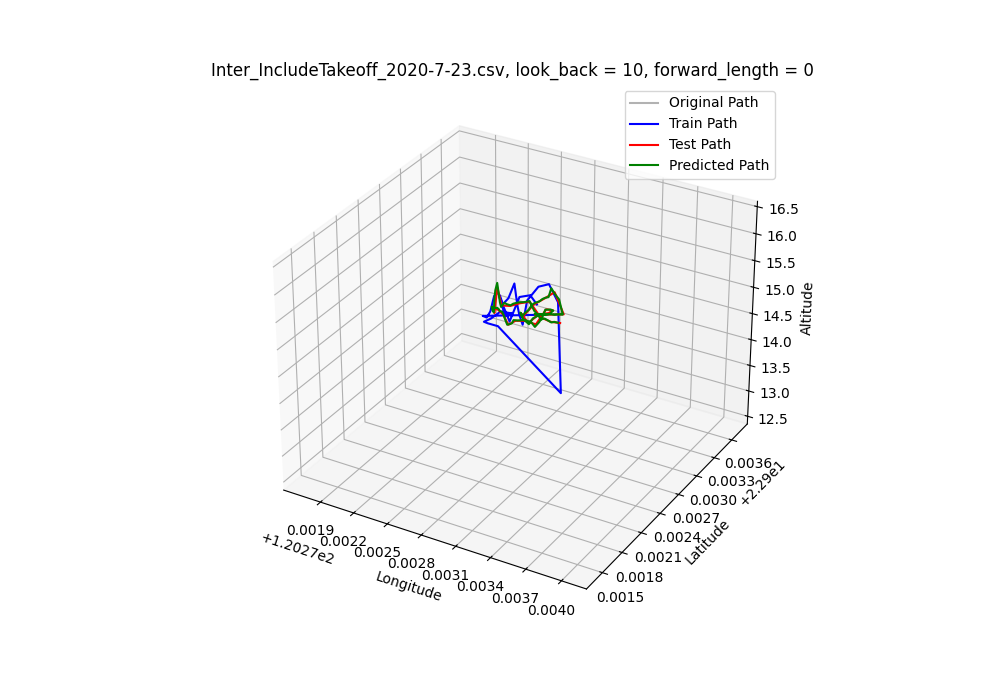 Inter_IncludeTakeoff_2020-7-23.csv, look_back = 10, forward_length = 0
Original Path
Train Path
Test Path
Predicted Path
16.5
16.0
15.5
15.0
14.5
14.0
13.5
13.0
12.5
Altitude
0.0036
0.0033
0.0030
0.0027
0.0024
0.0021
0.0018
0.0015
+2.29e1
Latitude
0.0019
0.0022
0.0025
0.0028
0.0031
0.0034
0.0037
0.0040
+1.2027e2
Longitude